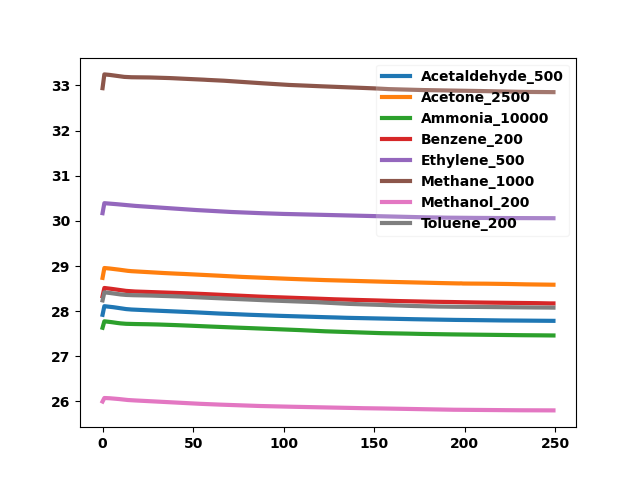 Acetaldehyde_500
Acetone_2500
Ammonia_10000
Benzene_200
Ethylene_500
Methane_1000
Methanol_200
Toluene_200
33
32
31
30
29
28
27
26
0 50 100 150 200 250